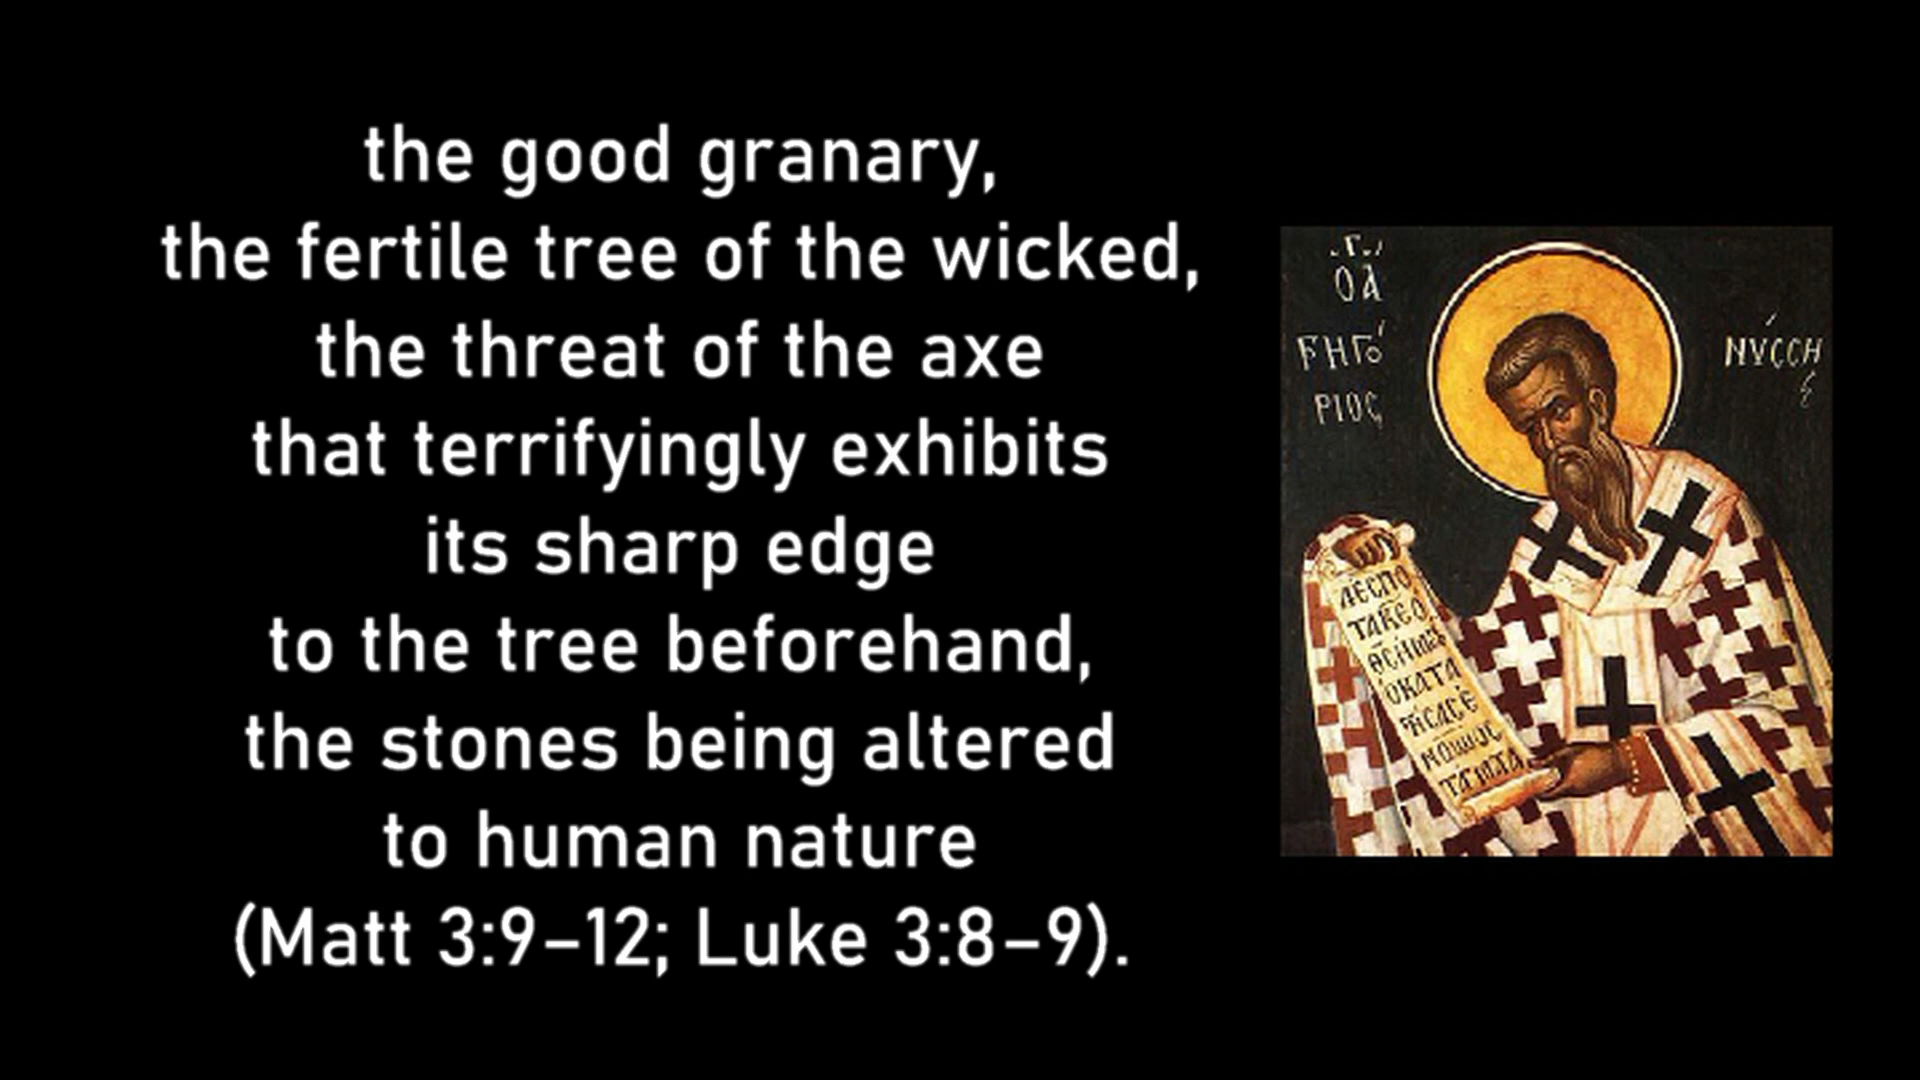 the good granary,
the fertile tree of the wicked,
the threat of the axe
that terrifyingly exhibits
its sharp edge
to the tree beforehand,
the stones being altered
to human nature
(Matt 3:9–12; Luke 3:8–9).
ΡΙΟς
ΝΥССΗ